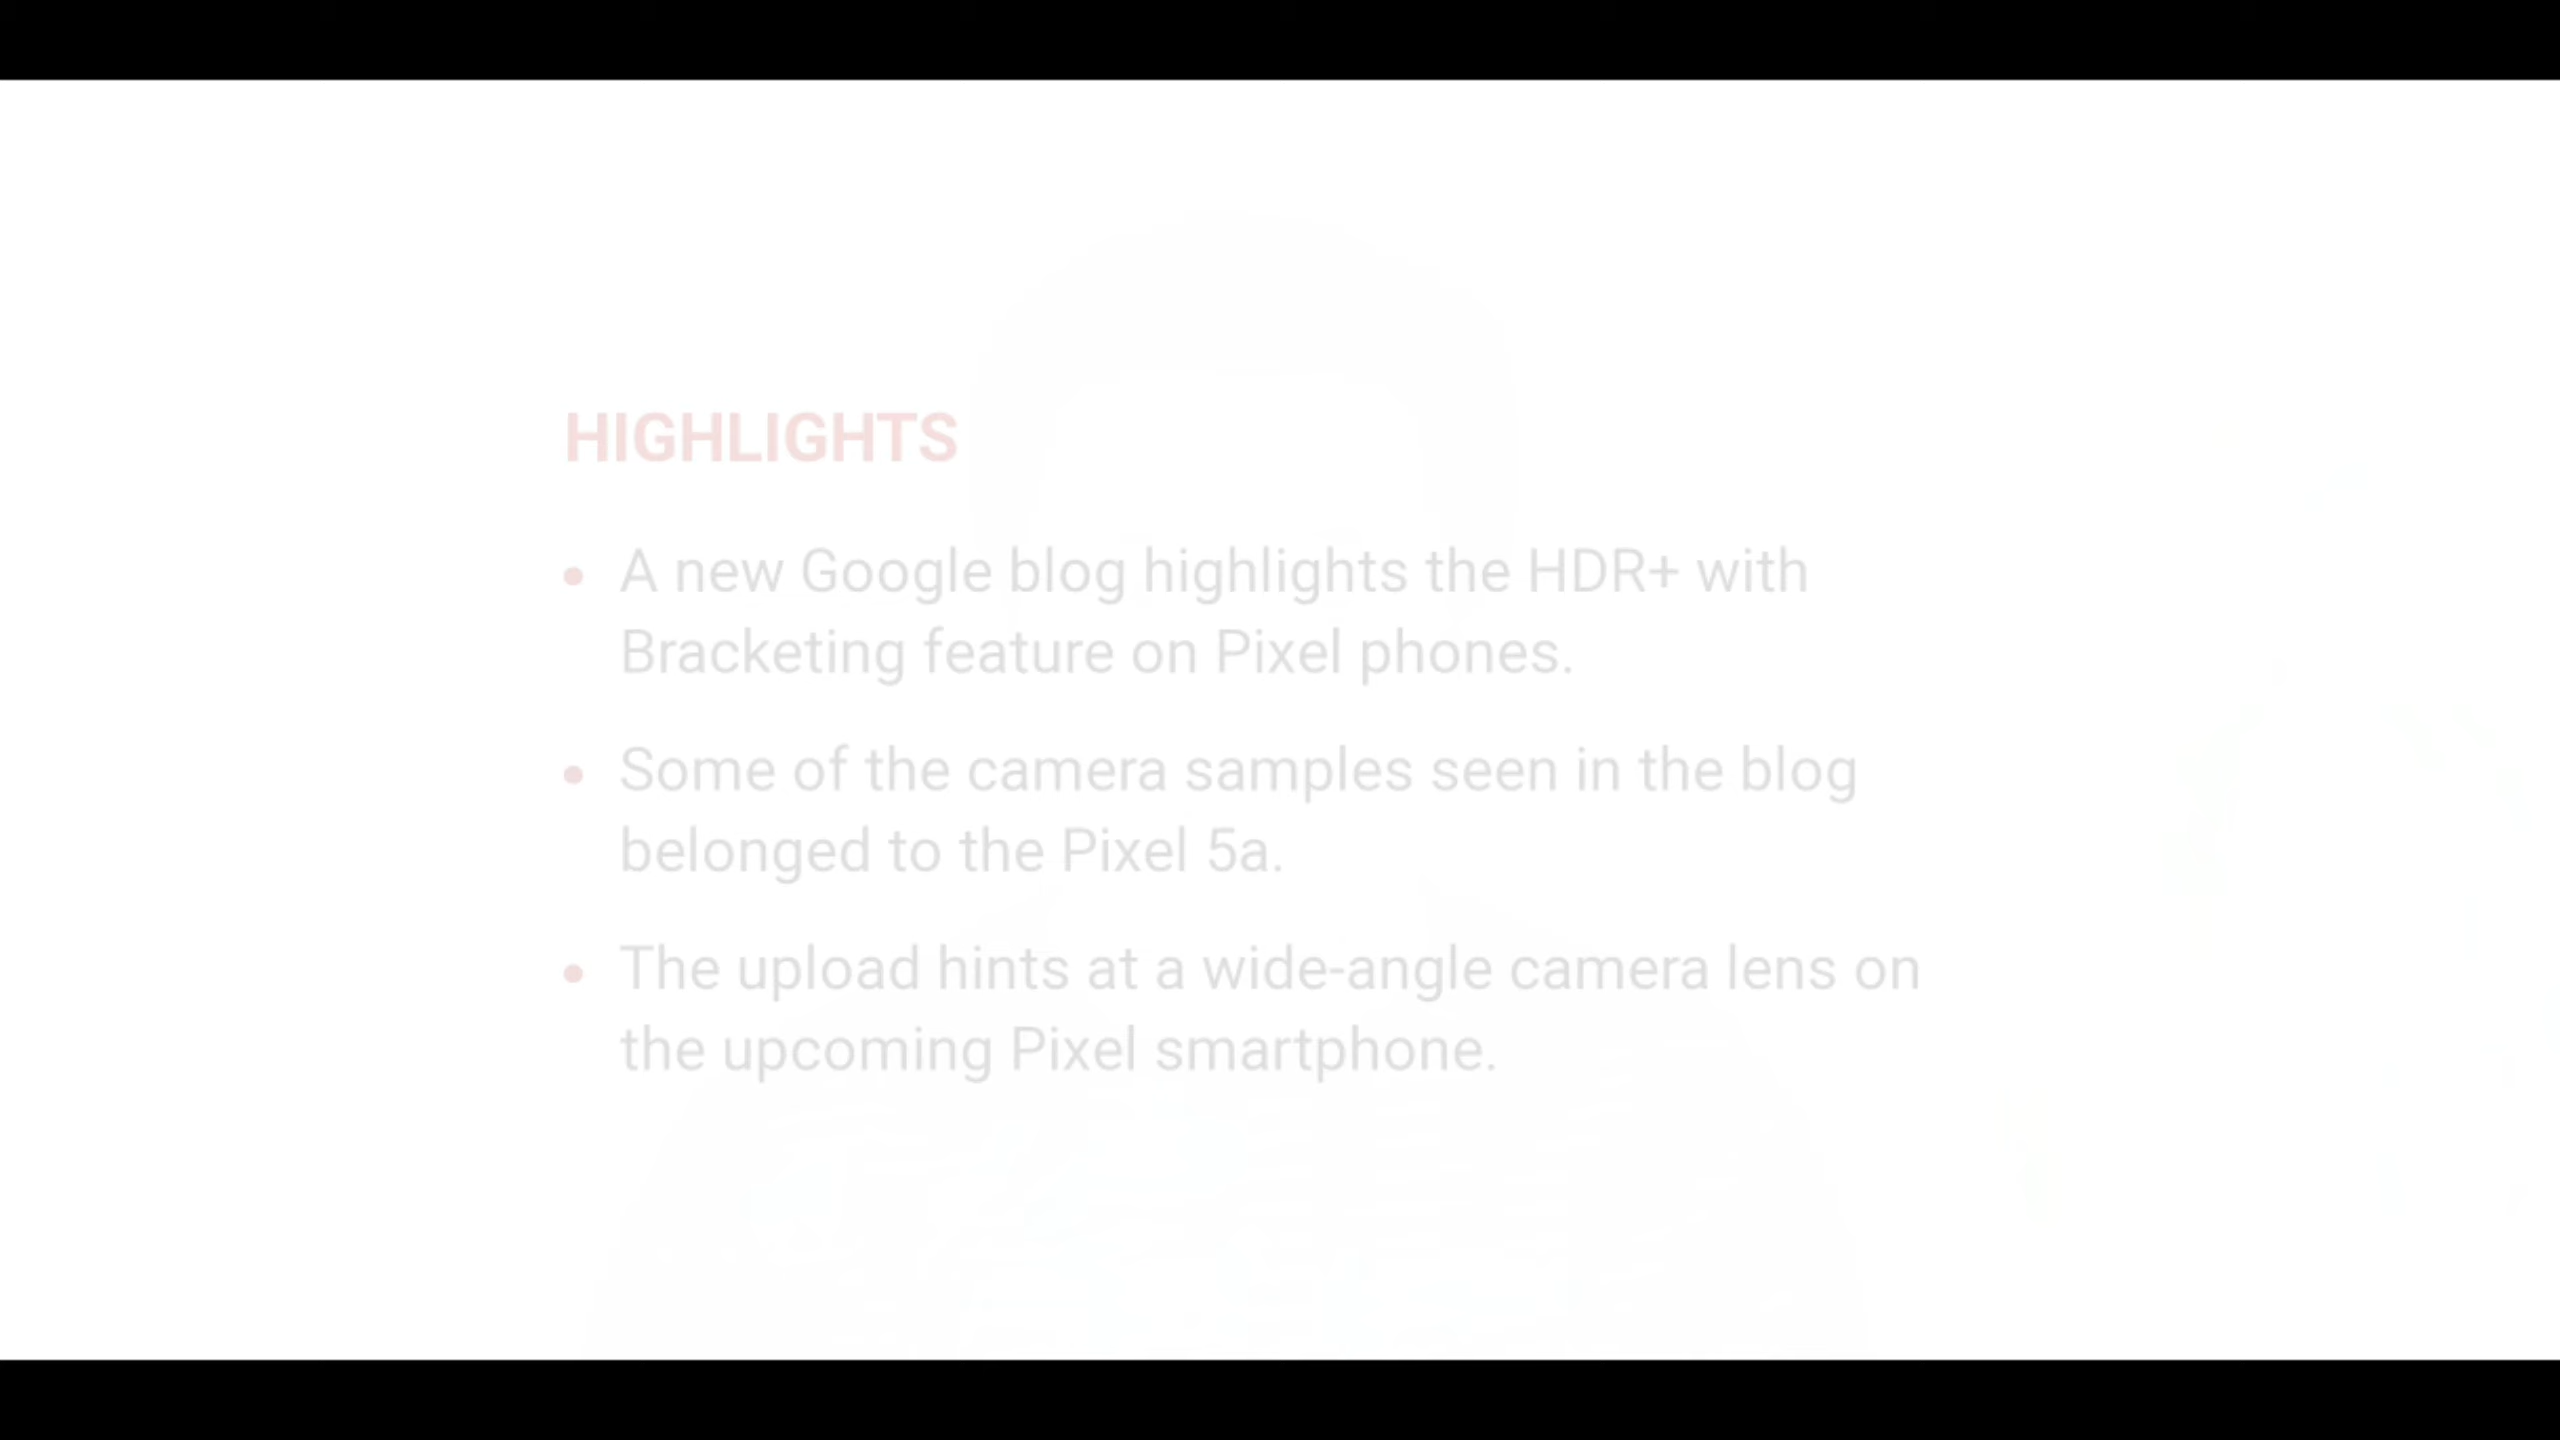 HIGHLIGHTS
• A new Google blog highlights the HDR+ with
Bracketing feature on Pixel phones.
• Some of the camera samples seen in the blog
belonged to the Pixel 5a.
• The upload hints at a wide-angle camera lens on
the upcoming Pixel smartphone.